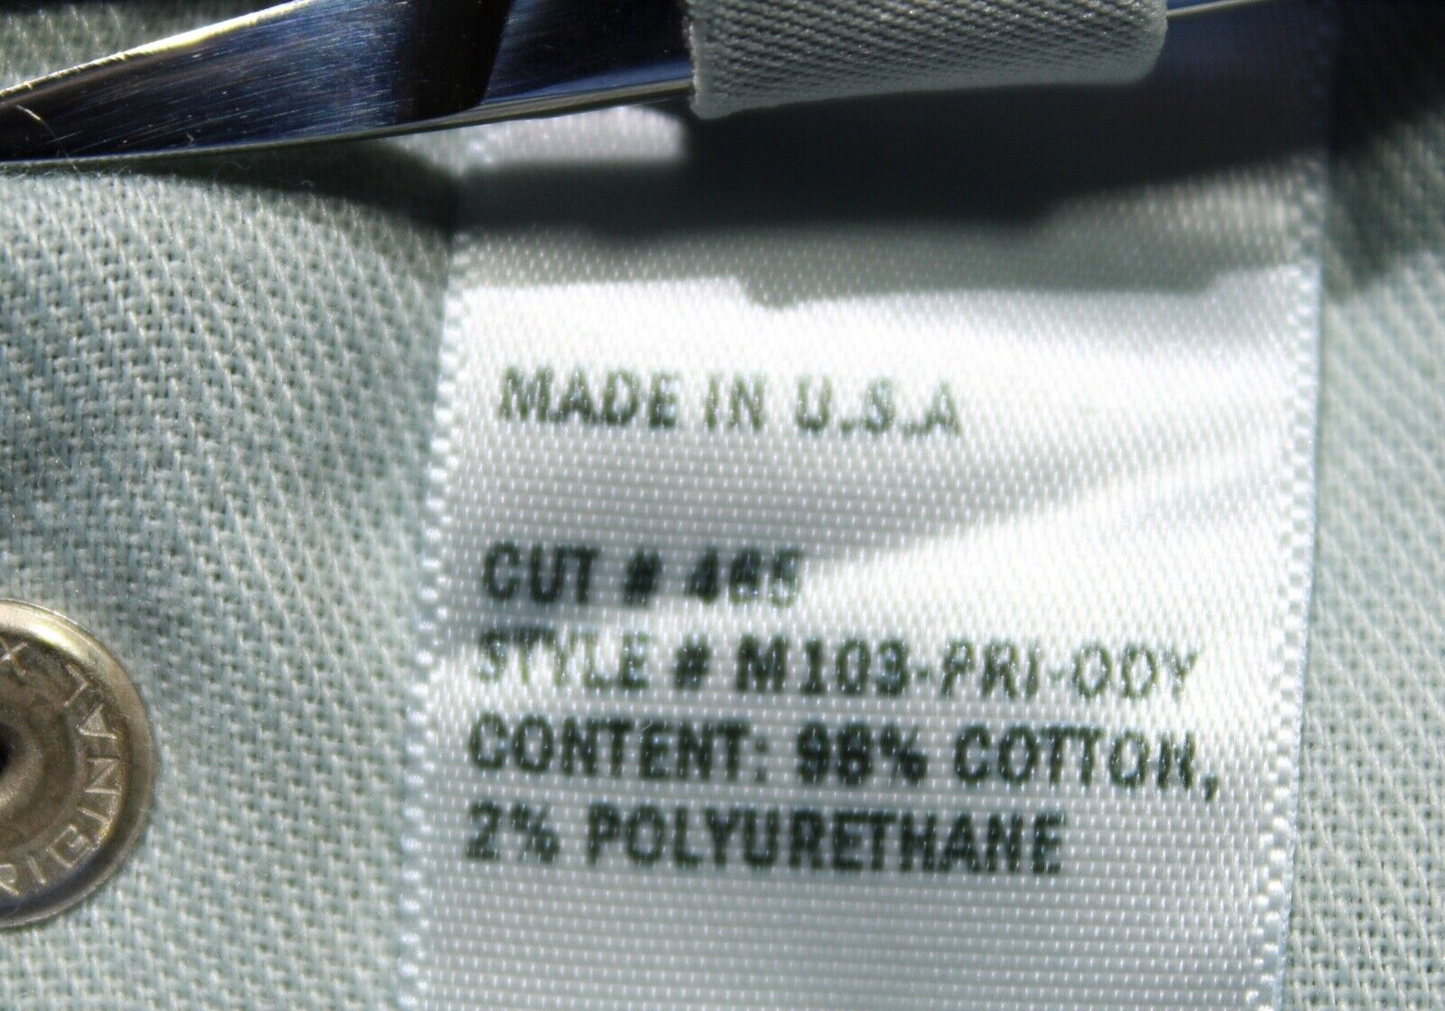 MADE IN U.S.A
CUT # 465
STYLE # M103-PRI-ODY
CONTENT: 98% COTTON,
2% POLYURETHANE